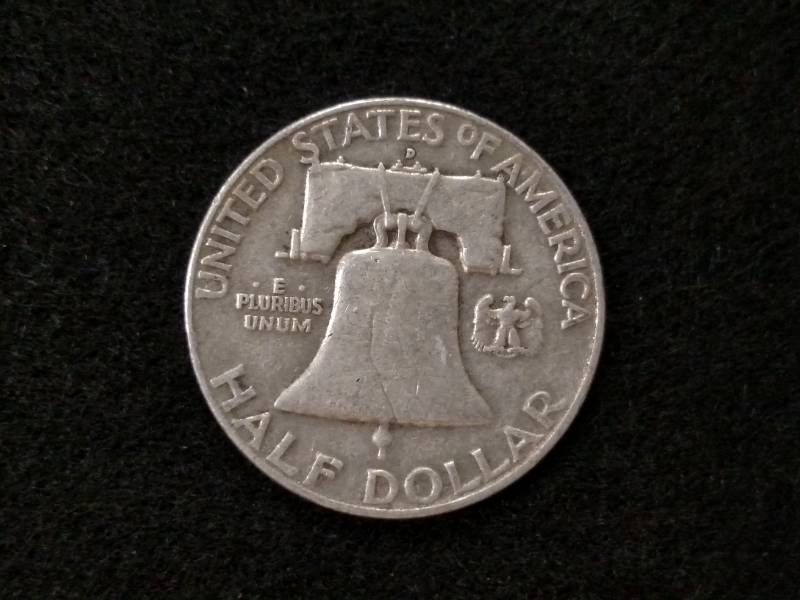 UNITED STATES OF AMERICA
D
· E ·
PLURIBUS
UNUM
HALF DOLLAR